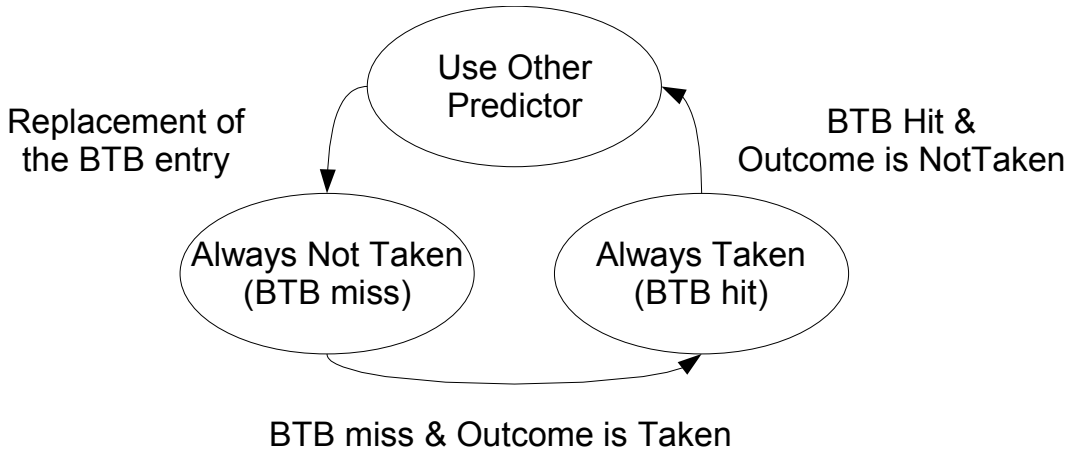 Use Other
Predictor
Replacement of
the BTB entry
BTB Hit &
Outcome is NotTaken
Always Not Taken
(BTB miss)
Always Taken
(BTB hit)
BTB miss & Outcome is Taken